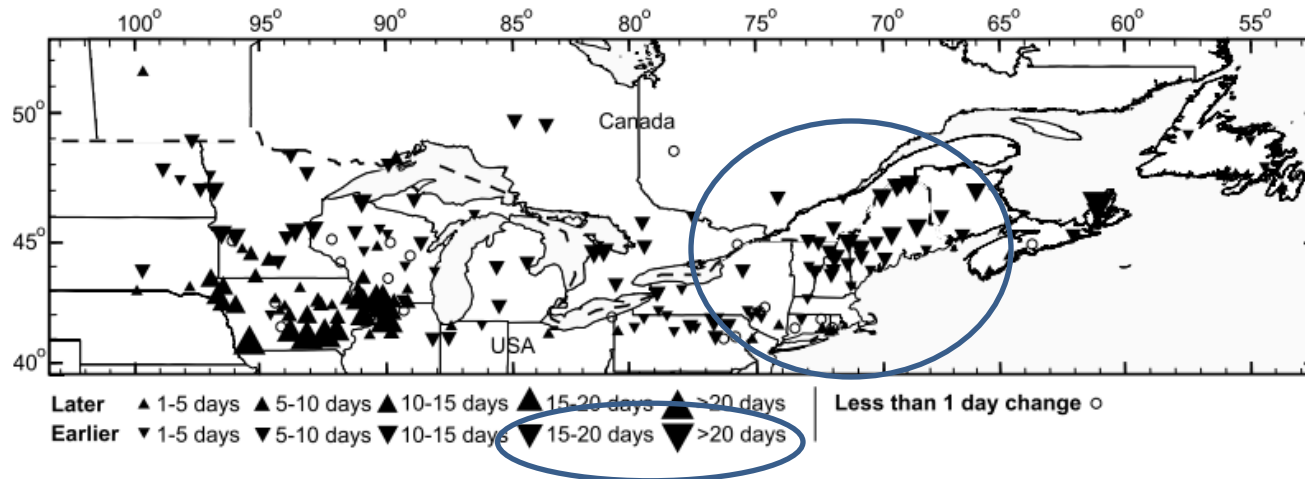 100° 95° 90° 85° 80° 75° 70° 65° 60° 55°
50°
Canada
45°
40°
USA
Later 1-5 days 5-10 days 10-15 days 15-20 days >20 days
Earlier 1-5 days 5-10 days 10-15 days 15-20 days >20 days
Less than 1 day change